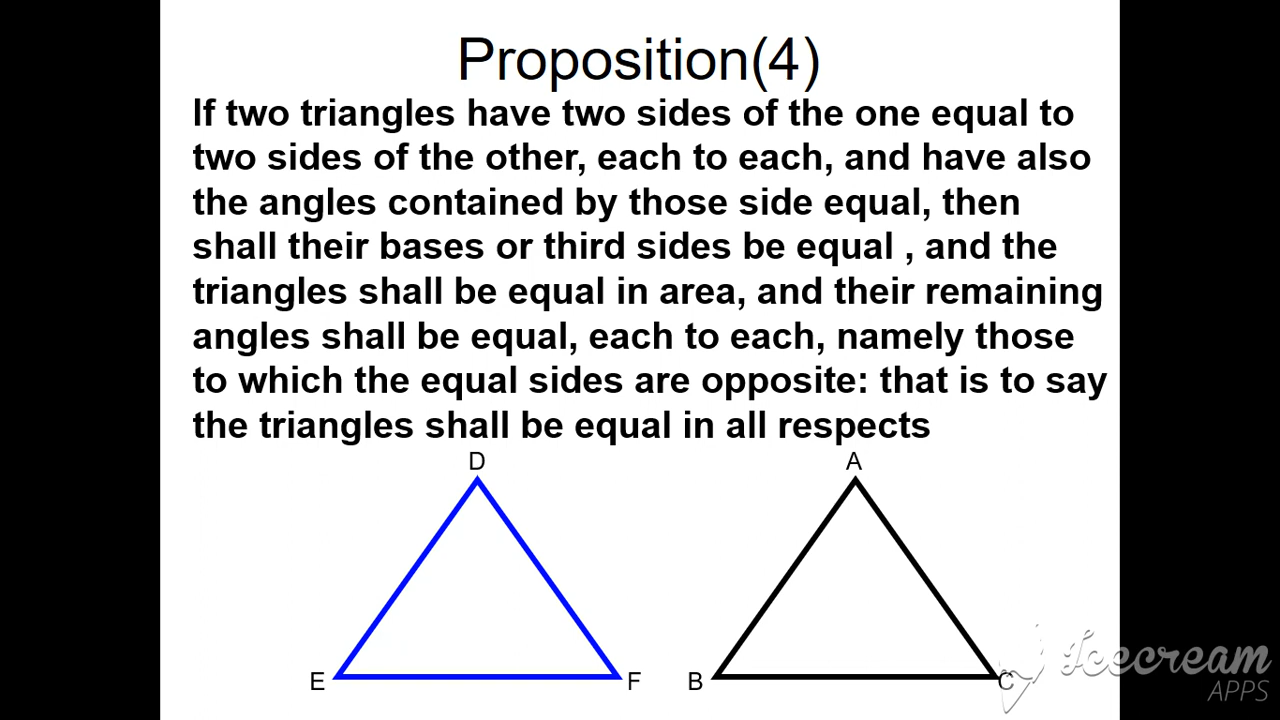 Proposition(4)
If two triangles have two sides of the one equal to
two sides of the other, each to each, and have also
the angles contained by those side equal, then
shall their bases or third sides be equal , and the
triangles shall be equal in area, and their remaining
angles shall be equal, each to each, namely those
to which the equal sides are opposite: that is to say
the triangles shall be equal in all respects
D
A
E
F
B
C
Icecream
APPS